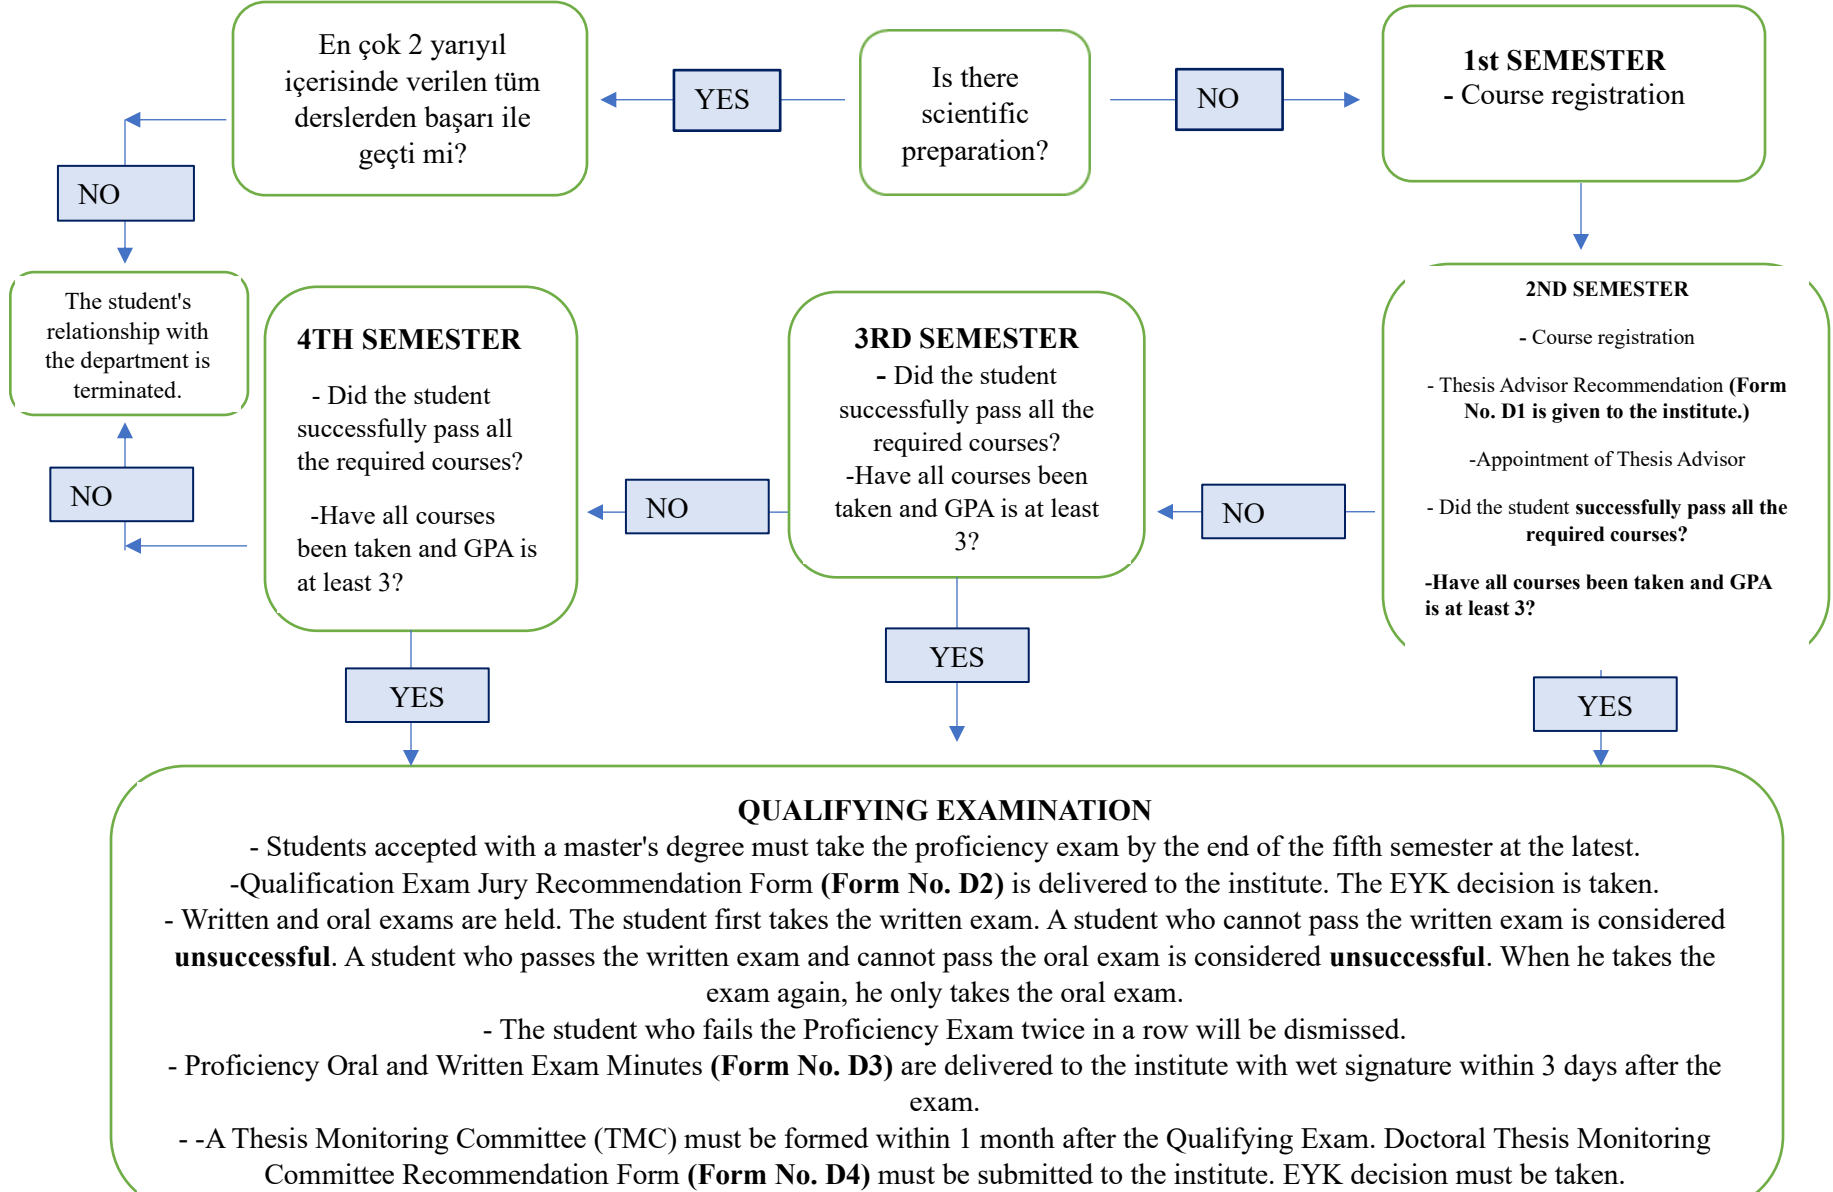 En çok 2 yarıyıl
içerisinde verilen tüm
derslerden başarı ile
geçti mi?
YES
Is there
scientific
preparation?
NO
1st SEMESTER
- Course registration
NO
The student's
relationship with
the department is
terminated.
NO
4TH SEMESTER
- Did the student
successfully pass all
the required courses?
-Have all courses
been taken and GPA is
at least 3?
NO
3RD SEMESTER
- Did the student
successfully pass all the
required courses?
-Have all courses been
taken and GPA is at least
3?
NO
2ND SEMESTER
- Course registration
- Thesis Advisor Recommendation (Form
No. D1 is given to the institute.)
-Appointment of Thesis Advisor
- Did the student successfully pass all the
required courses?
-Have all courses been taken and GPA
is at least 3?
YES
YES
YES
QUALIFYING EXAMINATION
- Students accepted with a master's degree must take the proficiency exam by the end of the fifth semester at the latest.
-Qualification Exam Jury Recommendation Form (Form No. D2) is delivered to the institute. The EYK decision is taken.
- Written and oral exams are held. The student first takes the written exam. A student who cannot pass the written exam is considered
unsuccessful. A student who passes the written exam and cannot pass the oral exam is considered unsuccessful. When he takes the
exam again, he only takes the oral exam.
- The student who fails the Proficiency Exam twice in a row will be dismissed.
- Proficiency Oral and Written Exam Minutes (Form No. D3) are delivered to the institute with wet signature within 3 days after the
exam.
- -A Thesis Monitoring Committee (TMC) must be formed within 1 month after the Qualifying Exam. Doctoral Thesis Monitoring
Committee Recommendation Form (Form No. D4) must be submitted to the institute. EYK decision must be taken.